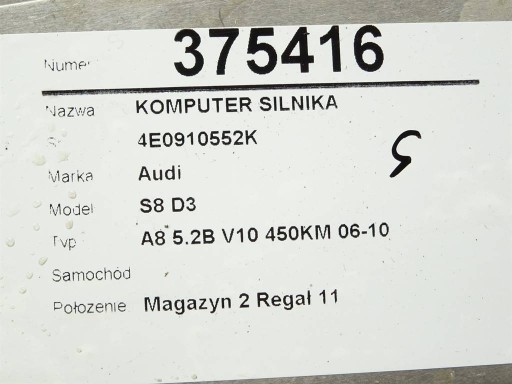 Numer 375416
Nazwa KOMPUTER SILNIKA
4E0910552K
Marka Audi
Model S8 D3
Typ A8 5.2B V10 450KM 06-10
Samochód
Położenie Magazyn 2 Regał 11